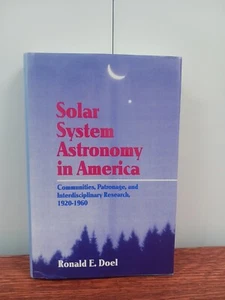 Solar
System
Astronomy
in America
Communities, Patronage, and
Interdisciplinary Research,
1920-1960
Ronald E. Doel